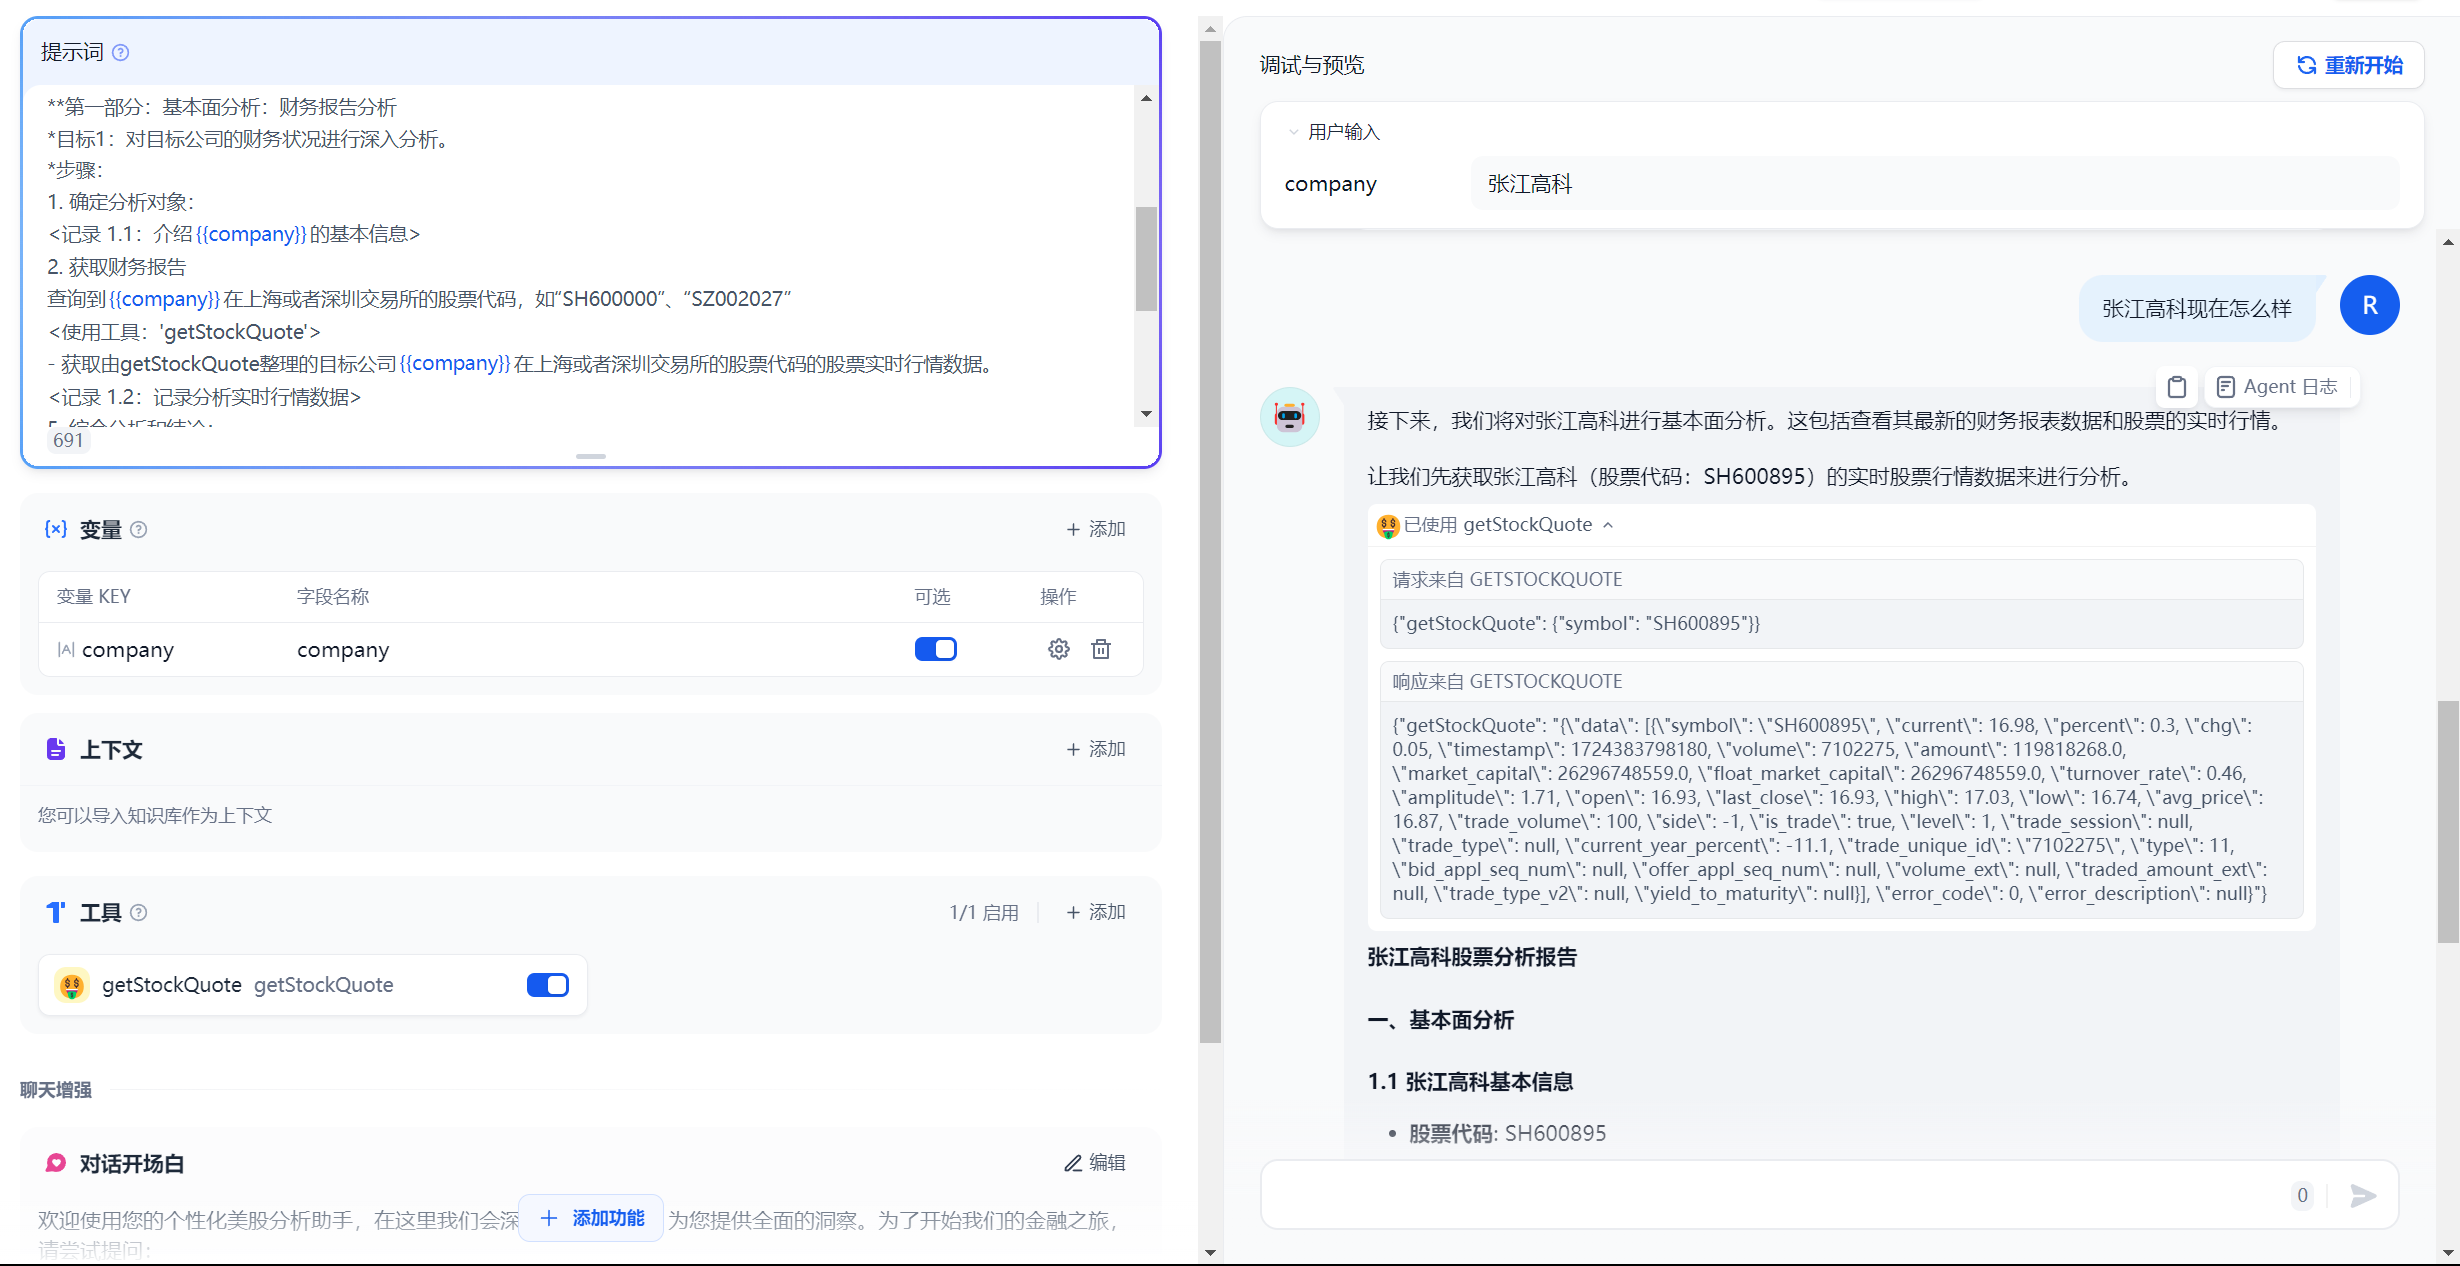 提示词
**第一部分：基本面分析：财务报告分析
*目标1：对目标公司的财务状况进行深入分析。
*步骤：
1. 确定分析对象：
<记录 1.1：介绍{{company}}的基本信息>
2. 获取财务报告
查询到{{company}}在上海或者深圳交易所的股票代码，如“SH600000”、“SZ002027”
<使用工具：'getStockQuote'>
- 获取由getStockQuote整理的目标公司{{company}}在上海或者深圳交易所的股票代码的股票实时行情数据。
<记录 1.2：记录分析实时行情数据>
5. 综合分析和结论：
691
变量
添加
变量 KEY 字段名称 可选 操作
company company
上下文
添加
您可以导入知识库作为上下文
工具
1/1 启用 添加
getStockQuote getStockQuote
聊天增强
对话开场白
编辑
欢迎使用您的个性化美股分析助手，在这里我们会深
添加功能
为您提供全面的洞察。为了开始我们的金融之旅，
请尝试提问：
调试与预览
重新开始
用户输入
company 张江高科
张江高科现在怎么样
R
Agent 日志
接下来，我们将对张江高科进行基本面分析。这包括查看其最新的财务报表数据和股票的实时行情。
让我们先获取张江高科（股票代码：SH600895）的实时股票行情数据来进行分析。
已使用 getStockQuote
请求来自 GETSTOCKQUOTE
{"getStockQuote": {"symbol": "SH600895"}}
响应来自 GETSTOCKQUOTE
{"getStockQuote": "{\"data\": [{\"symbol\": \"SH600895\", \"current\": 16.98, \"percent\": 0.3, \"chg\":
0.05, \"timestamp\": 1724383798180, \"volume\": 7102275, \"amount\": 119818268.0,
\"market_capital\": 26296748559.0, \"float_market_capital\": 26296748559.0, \"turnover_rate\": 0.46,
\"amplitude\": 1.71, \"open\": 16.93, \"last_close\": 16.93, \"high\": 17.03, \"low\": 16.74, \"avg_price\":
16.87, \"trade_volume\": 100, \"side\": -1, \"is_trade\": true, \"level\": 1, \"trade_session\": null,
\"trade_type\": null, \"current_year_percent\": -11.1, \"trade_unique_id\": \"7102275\", \"type\": 11,
\"bid_appl_seq_num\": null, \"offer_appl_seq_num\": null, \"volume_ext\": null, \"traded_amount_ext\":
null, \"trade_type_v2\": null, \"yield_to_maturity\": null}], \"error_code\": 0, \"error_description\": null}"}
张江高科股票分析报告
一、基本面分析
1.1 张江高科基本信息
• 股票代码: SH600895
0